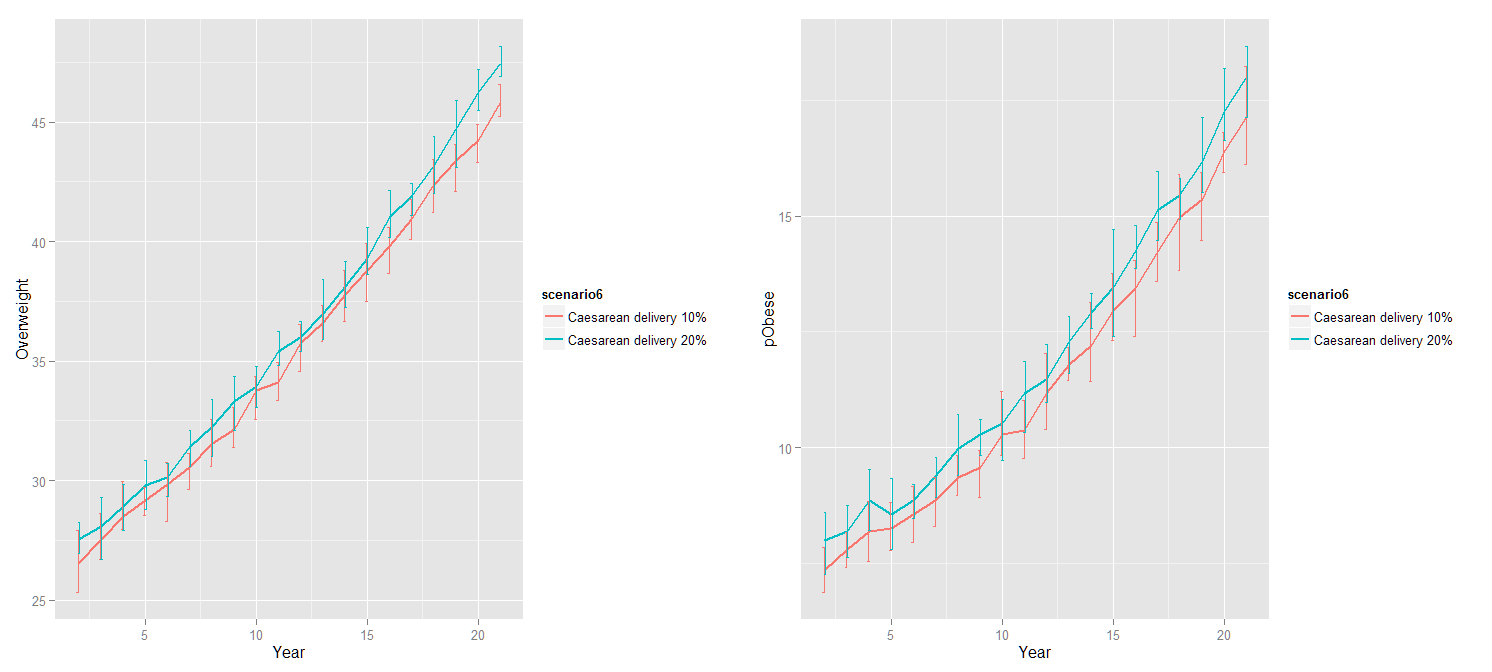 Overweight
45
40
35
30
25
5 10 15 20
Year
scenario6
Caesarean delivery 10%
Caesarean delivery 20%
pObese
15
10
5 10 15 20
Year
scenario6
Caesarean delivery 10%
Caesarean delivery 20%